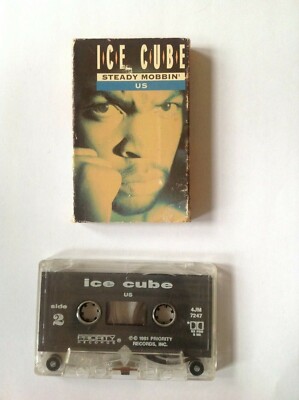 ICE CUBE
STEADY MOBBIN'
US
ice cube
US
side
2
4JM
7247
PRIORITY
RECORDS
℗© 1991 PRIORITY
RECORDS, INC.